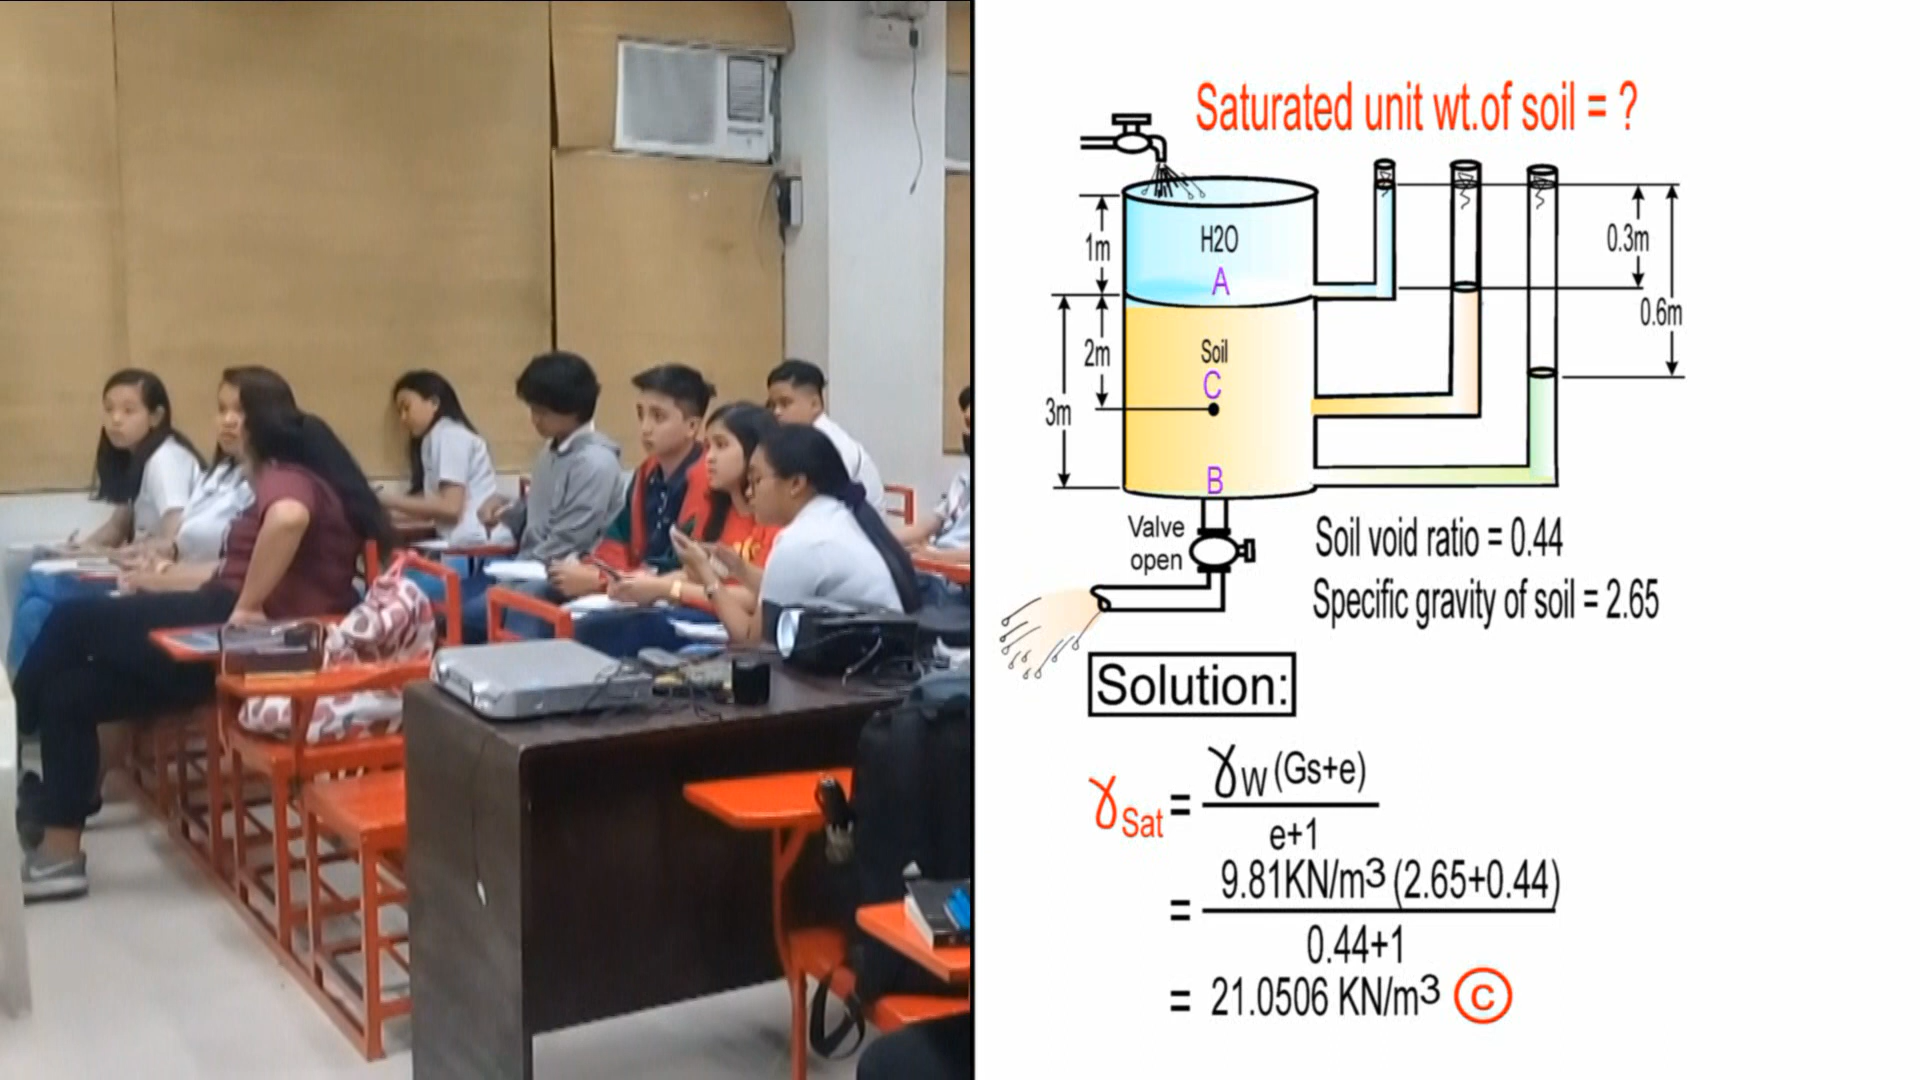 Saturated unit wt.of soil = ?
H2O
A
1m
0.3m
0.6m
2m
Soil
C
3m
B
Valve
open
Soil void ratio = 0.44
Specific gravity of soil = 2.65
Solution:
γSat = γw (Gs+e)
e+1
= 9.81KN/m3 (2.65+0.44)
0.44+1
= 21.0506 KN/m3 C